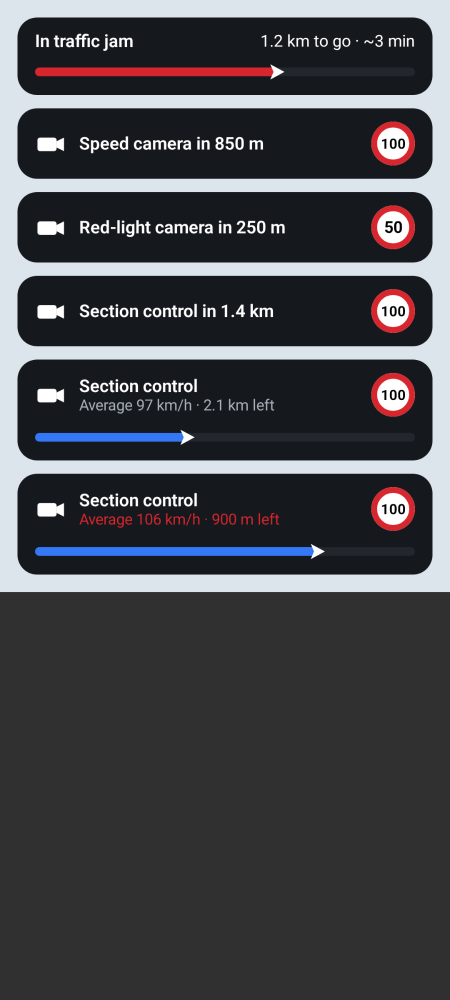 In traffic jam 1.2 km to go · ~3 min
Speed camera in 850 m 100
Red-light camera in 250 m 50
Section control in 1.4 km 100
Section control
Average 97 km/h · 2.1 km left
100
Section control
Average 106 km/h · 900 m left
100